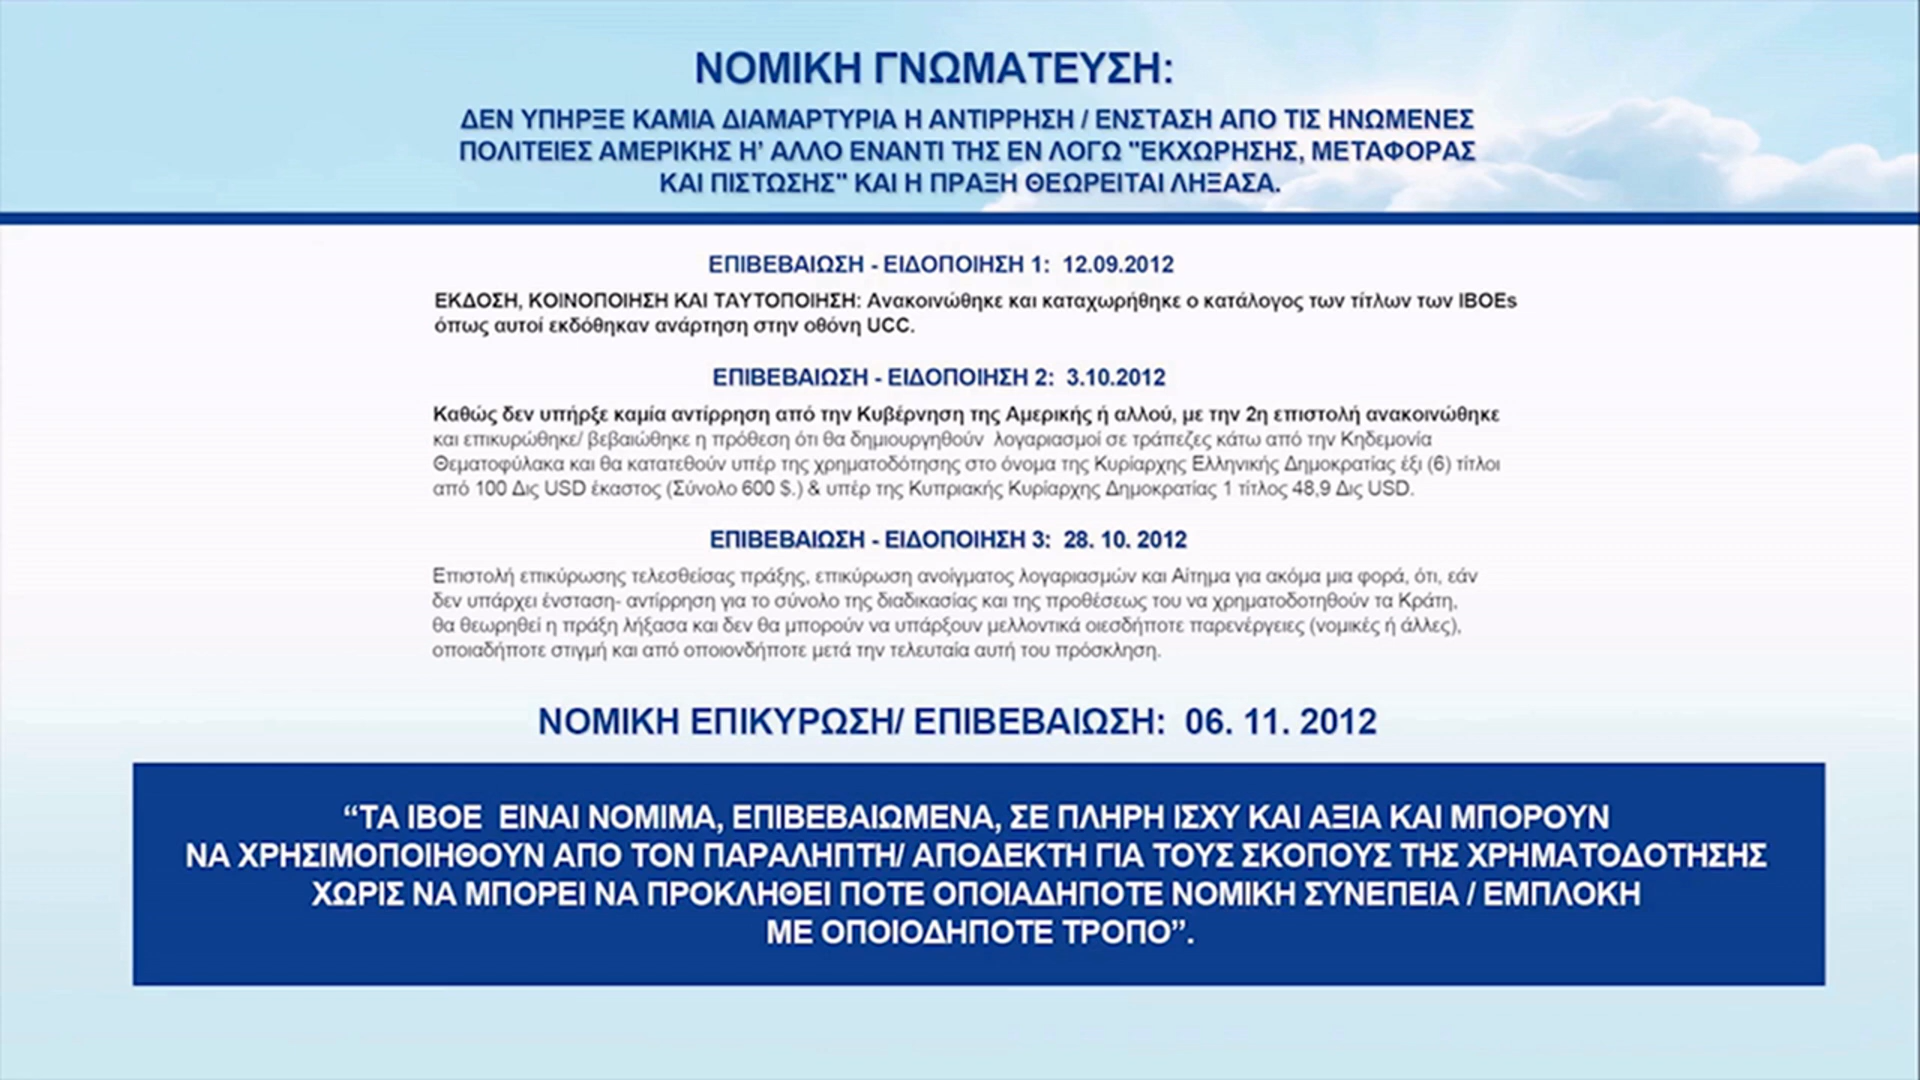 ΝΟΜΙΚΗ ΓΝΩΜΑΤΕΥΣΗ:
ΔΕΝ ΥΠΗΡΞΕ ΚΑΜΙΑ ΔΙΑΜΑΡΤΥΡΙΑ Η ΑΝΤΙΡΡΗΣΗ / ΕΝΣΤΑΣΗ ΑΠΟ ΤΙΣ ΗΝΩΜΕΝΕΣ
ΠΟΛΙΤΕΙΕΣ ΑΜΕΡΙΚΗΣ Η' ΑΛΛΟ ΕΝΑΝΤΙ ΤΗΣ ΕΝ ΛΟΓΩ "ΕΚΧΩΡΗΣΗΣ, ΜΕΤΑΦΟΡΑΣ
ΚΑΙ ΠΙΣΤΩΣΗΣ" ΚΑΙ Η ΠΡΑΞΗ ΘΕΩΡΕΙΤΑΙ ΛΗΞΑΣΑ.
ΕΠΙΒΕΒΑΙΩΣΗ - ΕΙΔΟΠΟΙΗΣΗ 1: 12.09.2012
ΕΚΔΟΣΗ, ΚΟΙΝΟΠΟΙΗΣΗ ΚΑΙ ΤΑΥΤΟΠΟΙΗΣΗ: Ανακοινώθηκε και καταχωρήθηκε ο κατάλογος των τίτλων των IBOEs
όπως αυτοί εκδόθηκαν ανάρτηση στην οθόνη UCC.
ΕΠΙΒΕΒΑΙΩΣΗ - ΕΙΔΟΠΟΙΗΣΗ 2: 3.10.2012
Καθώς δεν υπήρξε καμία αντίρρηση από την Κυβέρνηση της Αμερικής ή αλλού, με την 2η επιστολή ανακοινώθηκε
και επικυρώθηκε/ βεβαιώθηκε η πρόθεση ότι θα δημιουργηθούν λογαριασμοί σε τράπεζες κάτω από την Κηδεμονία
Θεματοφύλακα και θα κατατεθούν υπέρ της χρηματοδότησης στο όνομα της Κυρίαρχης Ελληνικής Δημοκρατίας έξι (6) τίτλοι
από 100 Δις USD έκαστος (Σύνολο 600 $.) & υπέρ της Κυπριακής Κυρίαρχης Δημοκρατίας 1 τίτλος 48,9 Δις USD.
ΕΠΙΒΕΒΑΙΩΣΗ - ΕΙΔΟΠΟΙΗΣΗ 3: 28. 10. 2012
Επιστολή επικύρωσης τελεσθείσας πράξης, επικύρωση ανοίγματος λογαριασμών και Αίτημα για ακόμα μια φορά, ότι, εάν
δεν υπάρχει ένσταση- αντίρρηση για το σύνολο της διαδικασίας και της προθέσεως του να χρηματοδοτηθούν τα Κράτη,
θα θεωρηθεί η πράξη λήξασα και δεν θα μπορούν να υπάρξουν μελλοντικά οιεσδήποτε παρενέργειες (νομικές ή άλλες),
οποιαδήποτε στιγμή και από οποιονδήποτε μετά την τελευταία αυτή του πρόσκληση.
ΝΟΜΙΚΗ ΕΠΙΚΥΡΩΣΗ/ ΕΠΙΒΕΒΑΙΩΣΗ: 06. 11. 2012
“ΤΑ IBOE ΕΙΝΑΙ ΝΟΜΙΜΑ, ΕΠΙΒΕΒΑΙΩΜΕΝΑ, ΣΕ ΠΛΗΡΗ ΙΣΧΥ ΚΑΙ ΑΞΙΑ ΚΑΙ ΜΠΟΡΟΥΝ
ΝΑ ΧΡΗΣΙΜΟΠΟΙΗΘΟΥΝ ΑΠΟ ΤΟΝ ΠΑΡΑΛΗΠΤΗ/ ΑΠΟΔΕΚΤΗ ΓΙΑ ΤΟΥΣ ΣΚΟΠΟΥΣ ΤΗΣ ΧΡΗΜΑΤΟΔΟΤΗΣΗΣ
ΧΩΡΙΣ ΝΑ ΜΠΟΡΕΙ ΝΑ ΠΡΟΚΛΗΘΕΙ ΠΟΤΕ ΟΠΟΙΑΔΗΠΟΤΕ ΝΟΜΙΚΗ ΣΥΝΕΠΕΙΑ / ΕΜΠΛΟΚΗ
ΜΕ ΟΠΟΙΟΔΗΠΟΤΕ ΤΡΟΠΟ”.